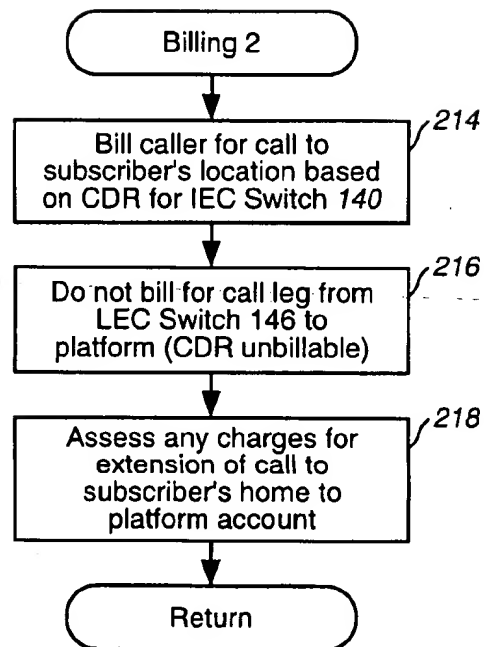 Billing 2
214
Bill caller for call to
subscriber's location based
on CDR for IEC Switch 140
216
Do not bill for call leg from
LEC Switch 146 to
platform (CDR unbillable)
218
Assess any charges for
extension of call to
subscriber's home to
platform account
Return